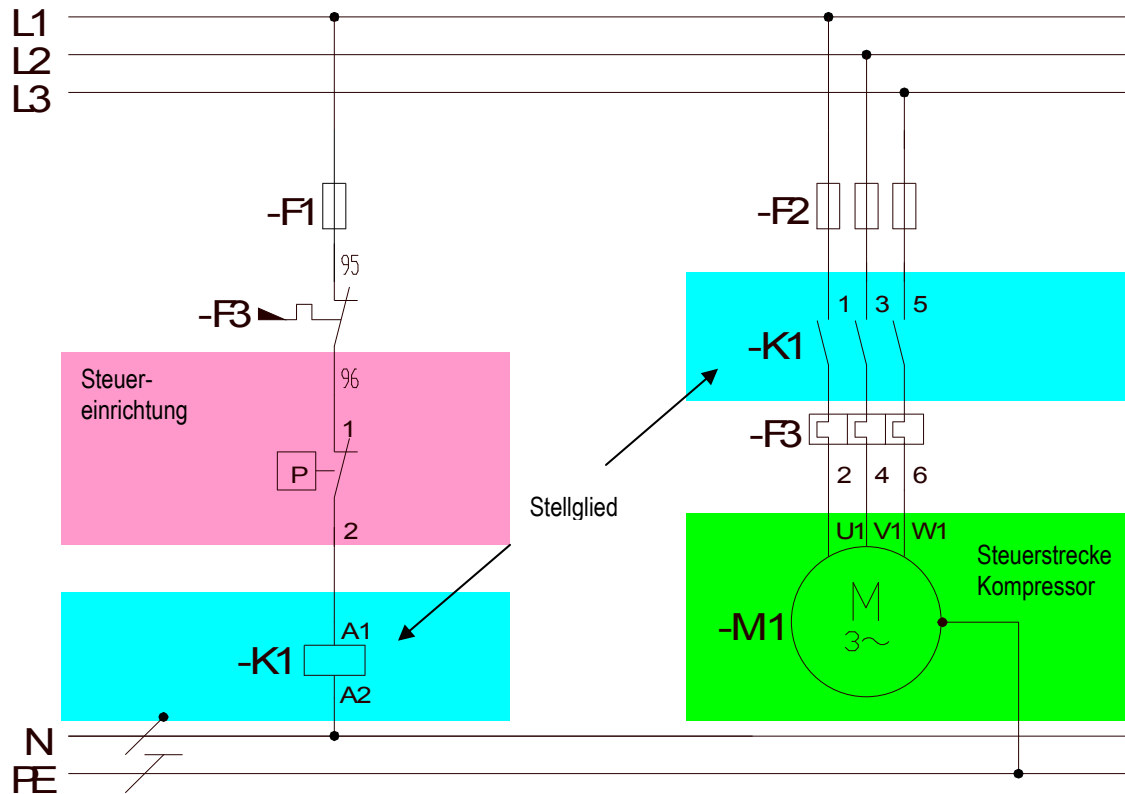 L1
L2
L3
-F1
-F2
95
-F3
1 3 5
-K1
Steuer-
einrichtung
96
1
P
2
-F3
2 4 6
Stellglied
U1 V1 W1
Steuerstrecke
Kompressor
M
3~
-M1
A1
-K1
A2
N
PE